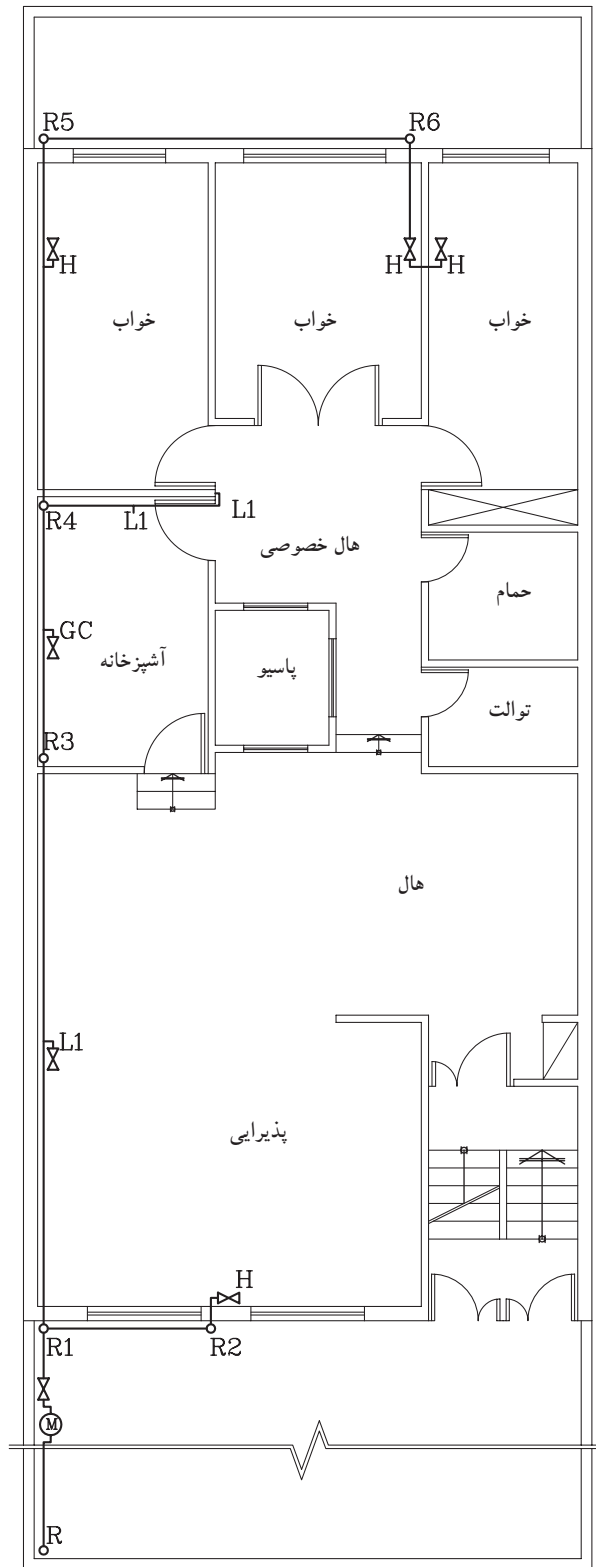 R5 R6
H H H
خواب خواب خواب
R4 L1 L1
هال خصوصی
حمام
GC
آشپزخانه پاسیو
توالت
R3
هال
L1
پذیرایی
H
R1 R2
M
R